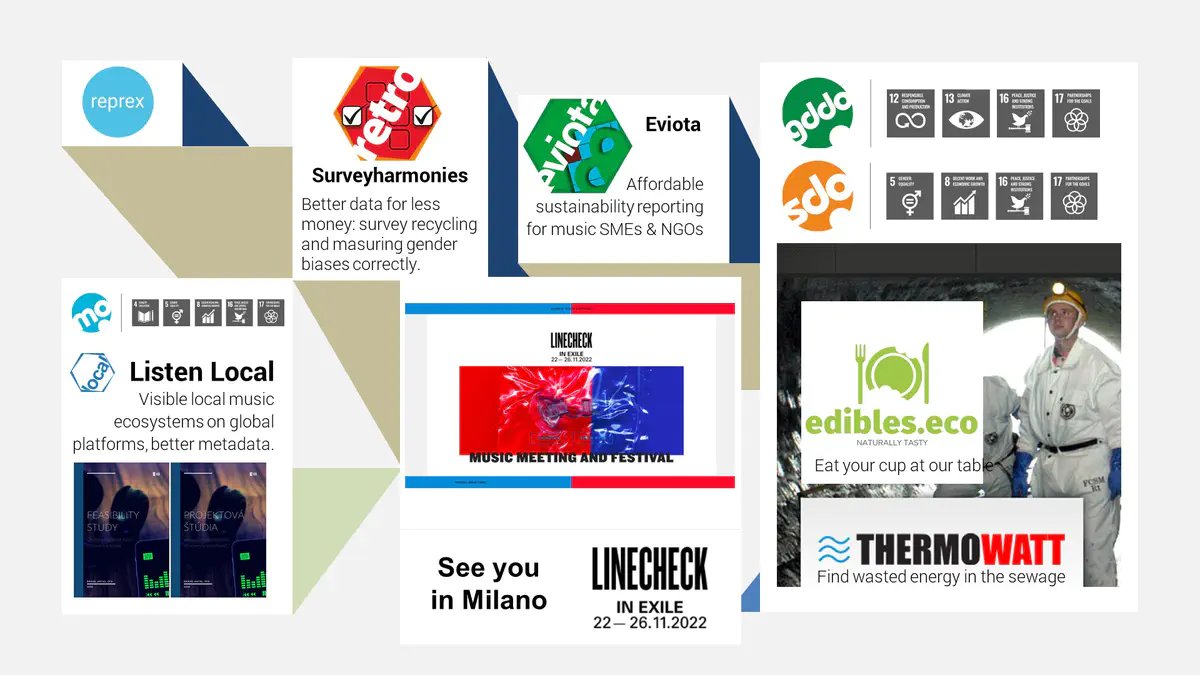 reprex
retro
Surveyharmonies
Better data for less
money: survey recycling
and masuring gender
biases correctly.
eviota
Eviota
Affordable
sustainability reporting
for music SMEs & NGOs
gddo
12 RESPONSIBLE CONSUMPTION AND PRODUCTION
13 CLIMATE ACTION
16 PEACE, JUSTICE AND STRONG INSTITUTIONS
17 PARTNERSHIPS FOR THE GOALS
sdo
5 GENDER EQUALITY
8 DECENT WORK AND ECONOMIC GROWTH
16 PEACE, JUSTICE AND STRONG INSTITUTIONS
17 PARTNERSHIPS FOR THE GOALS
mo
4
5
8
16
17
local
Listen Local
Visible local music
ecosystems on global
platforms, better metadata.
FEASIBILITY
STUDY
PROJEKTOVÁ
ŠTÚDIA
LINECHECK
IN EXILE
22 — 26.11.2022
MUSIC MEETING AND FESTIVAL
See you
in Milano
LINECHECK
IN EXILE
22 — 26.11.2022
edibles.eco
NATURALLY TASTY
Eat your cup at our table
FCSM
THERMOWATT
Find wasted energy in the sewage